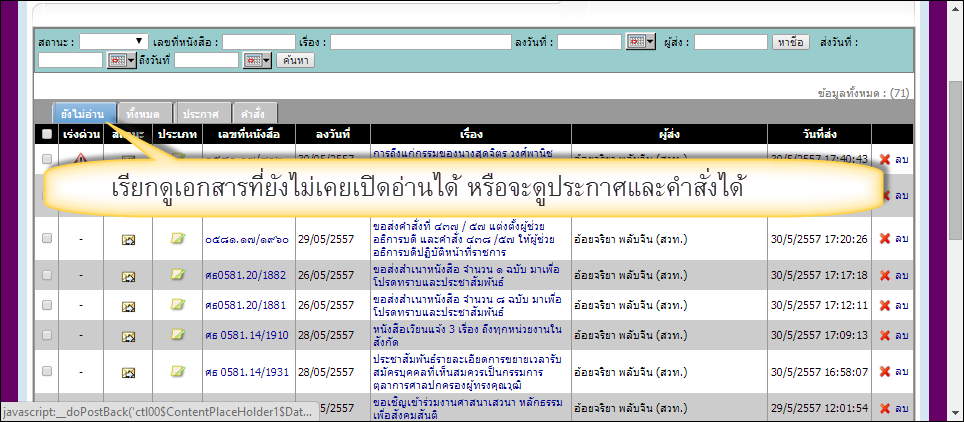 สถานะ : เลขที่หนังสือ : เรื่อง : ลงวันที่ : ผู้ส่ง : หาชื่อ ส่งวันที่ :
ถึงวันที่ ค้นหา
ข้อมูลทั้งหมด : (71)
ยังไม่อ่าน ทั้งหมด ประกาศ คำสั่ง
เร่งด่วน ประเภท เลขที่หนังสือ ลงวันที่ เรื่อง ผู้ส่ง วันที่ส่ง
การถึงแก่กรรมของนางสุดจิตร วงศ์พานิช
17:40:43 ลบ
เรียกดูเอกสารที่ยังไม่เคยเปิดอ่านได้ หรือจะดูประกาศและคำสั่งได้
ลบ
ขอส่งคำสั่งที่ ๔๓๗ / ๕๗ แต่งตั้งผู้ช่วย
อธิการบดี และคำสั่ง ๔๓๘ /๕๗ ให้ผู้ช่วย
อธิการบดีปฏิบัติหน้าที่ราชการ
- ๐๕๘๑.๑๗/๑๙๖๐ 29/05/2557 อ้อยจริยา พลับจีน (สวท.) 30/5/2557 17:20:26 ลบ
ขอส่งสำเนาหนังสือ จำนวน ๑ ฉบับ มาเพื่อ
โปรดทราบและประชาสัมพันธ์
- ศธ0581.20/1882 26/05/2557 อ้อยจริยา พลับจีน (สวท.) 30/5/2557 17:17:18 ลบ
ขอส่งสำเนาหนังสือ จำนวน ๘ ฉบับ มาเพื่อ
โปรดทราบและประชาสัมพันธ์
- ศธ0581.20/1881 26/05/2557 อ้อยจริยา พลับจีน (สวท.) 30/5/2557 17:12:11 ลบ
หนังสือเวียนแจ้ง 3 เรื่อง ถึงทุกหน่วยงานใน
สังกัด
- ศธ 0581.14/1910 28/05/2557 อ้อยจริยา พลับจีน (สวท.) 30/5/2557 17:09:13 ลบ
ประชาสัมพันธ์รายละเอียดการขยายเวลารับ
สมัครบุคคลที่เห็นสมควรเป็นกรรมการ
ตุลาการศาลปกครองผู้ทรงคุณวุฒิ
- ศธ 0581.14/1931 28/05/2557 อ้อยจริยา พลับจีน (สวท.) 30/5/2557 16:58:07 ลบ
ขอเชิญเข้าร่วมงานศาสนาเสวนา หลักธรรม
เพื่อสังคมสันติ
/05/2557 อ้อยจริยา พลับจีน (สวท.) 29/5/2557 12:01:54 ลบ
javascript:__doPostBack('ctl00$ContentPlaceHolder1$Dat...